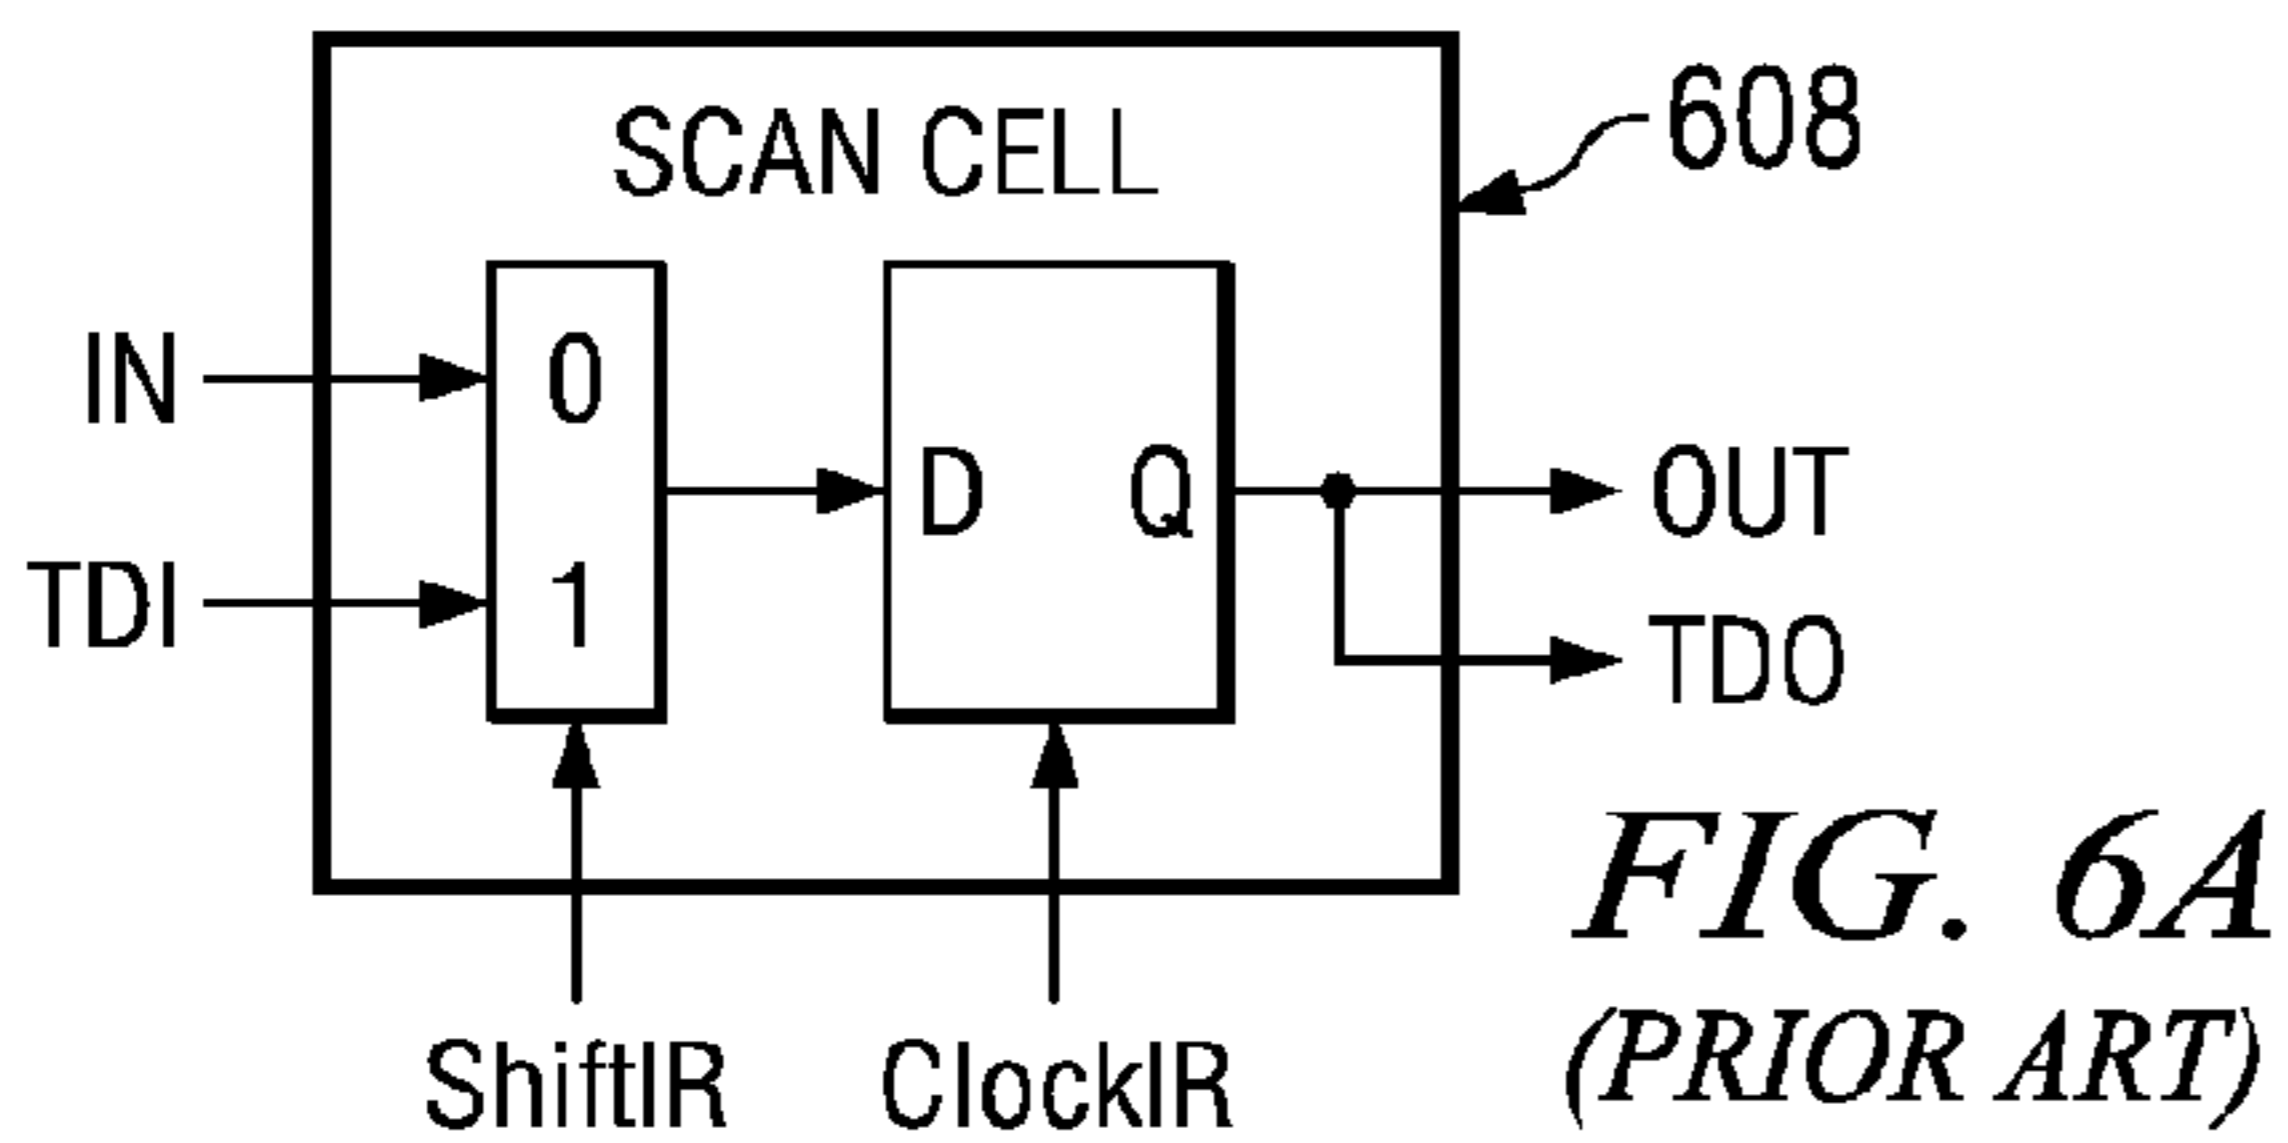 SCAN CELL
608
IN
0
D
Q
OUT
TDI
1
TDO
ShiftIR
ClockIR
FIG. 6A
(PRIOR ART)